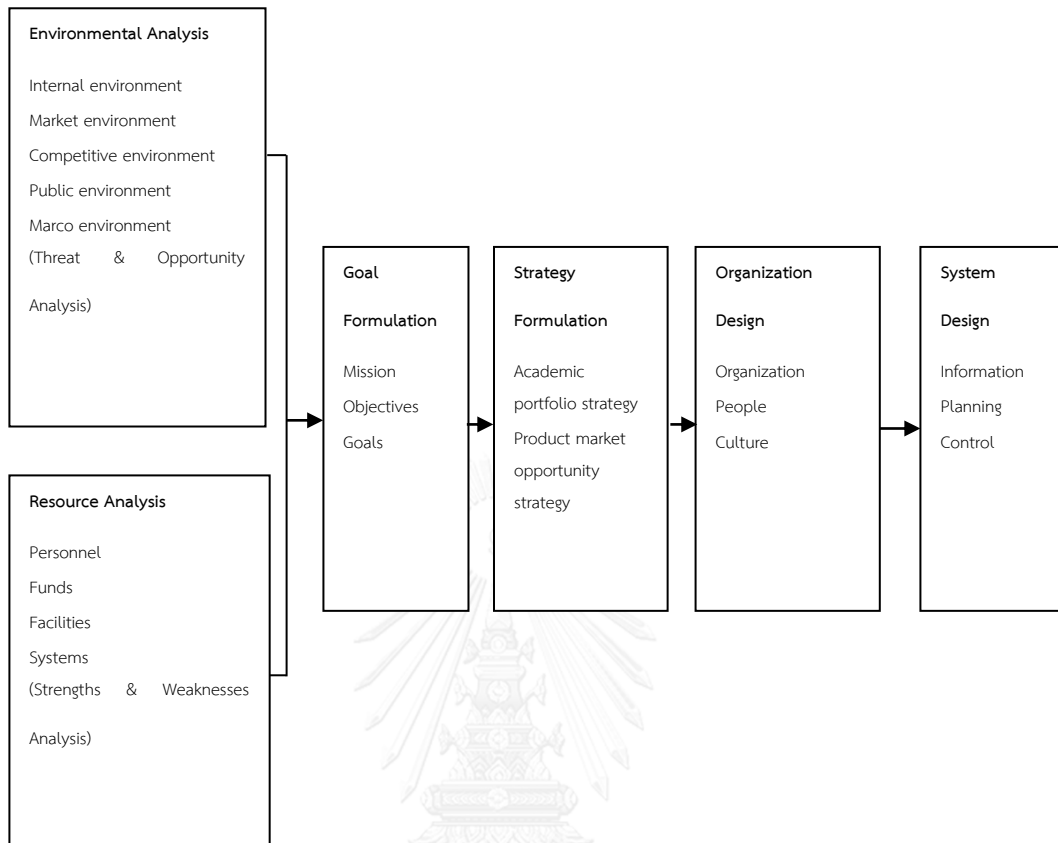 Environmental Analysis
Internal environment
Market environment
Competitive environment
Public environment
Marco environment
(Threat & Opportunity
Analysis)
Resource Analysis
Personnel
Funds
Facilities
Systems
(Strengths & Weaknesses
Analysis)
Goal
Formulation
Mission
Objectives
Goals
Strategy
Formulation
Academic
portfolio strategy
Product market
opportunity
strategy
Organization
Design
Organization
People
Culture
System
Design
Information
Planning
Control